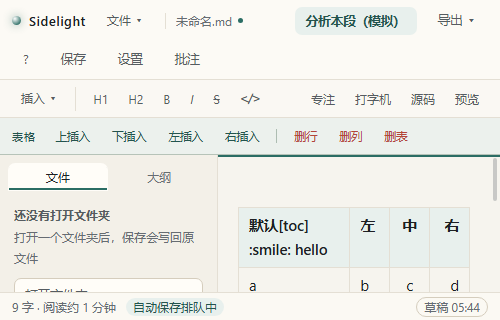 Sidelight 文件 未命名.md 分析本段（模拟） 导出
? 保存 设置 批注
插入 H1 H2 B I S </> 专注 打字机 源码 预览
表格 上插入 下插入 左插入 右插入 删行 删列 删表
文件 大纲
还没有打开文件夹
打开一个文件夹后，保存会写回原
文件
默认[toc] 左 中 右
:smile: hello
a b c d
9 字 · 阅读约 1 分钟 自动保存排队中 草稿 05:44